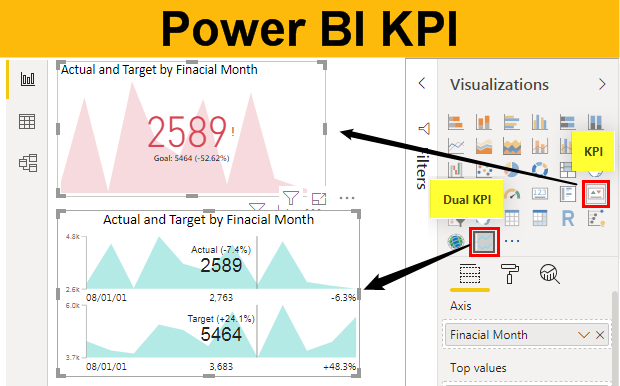 Power BI KPI
Actual and Target by Finacial Month
2589!
Goal: 5464 (-52.62%)
Actual and Target by Finacial Month
4.8K
Actual (-7.4%)
2589
2.6K
08/01/01 2,763 -6.3%
6.0K
Target (+24.1%)
5464
3.7K
08/01/01 3,683 +48.3%
Filters
Visualizations
KPI
Dual KPI
123
R
Axis
Finacial Month
Top values